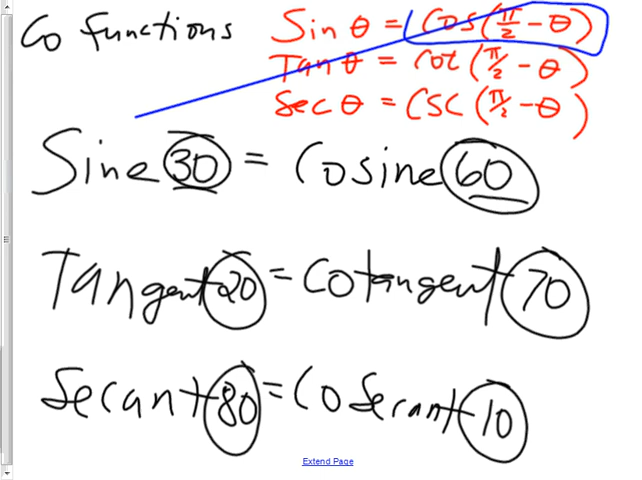 Co functions
Sin θ = Cos(π/2 - θ)
Tan θ = Cot(π/2 - θ)
Sec θ = CSC(π/2 - θ)
Sine 30 = Cosine 60
Tangent 20 = Cotangent 70
Secant 80 = CoSecant 10
Extend Page